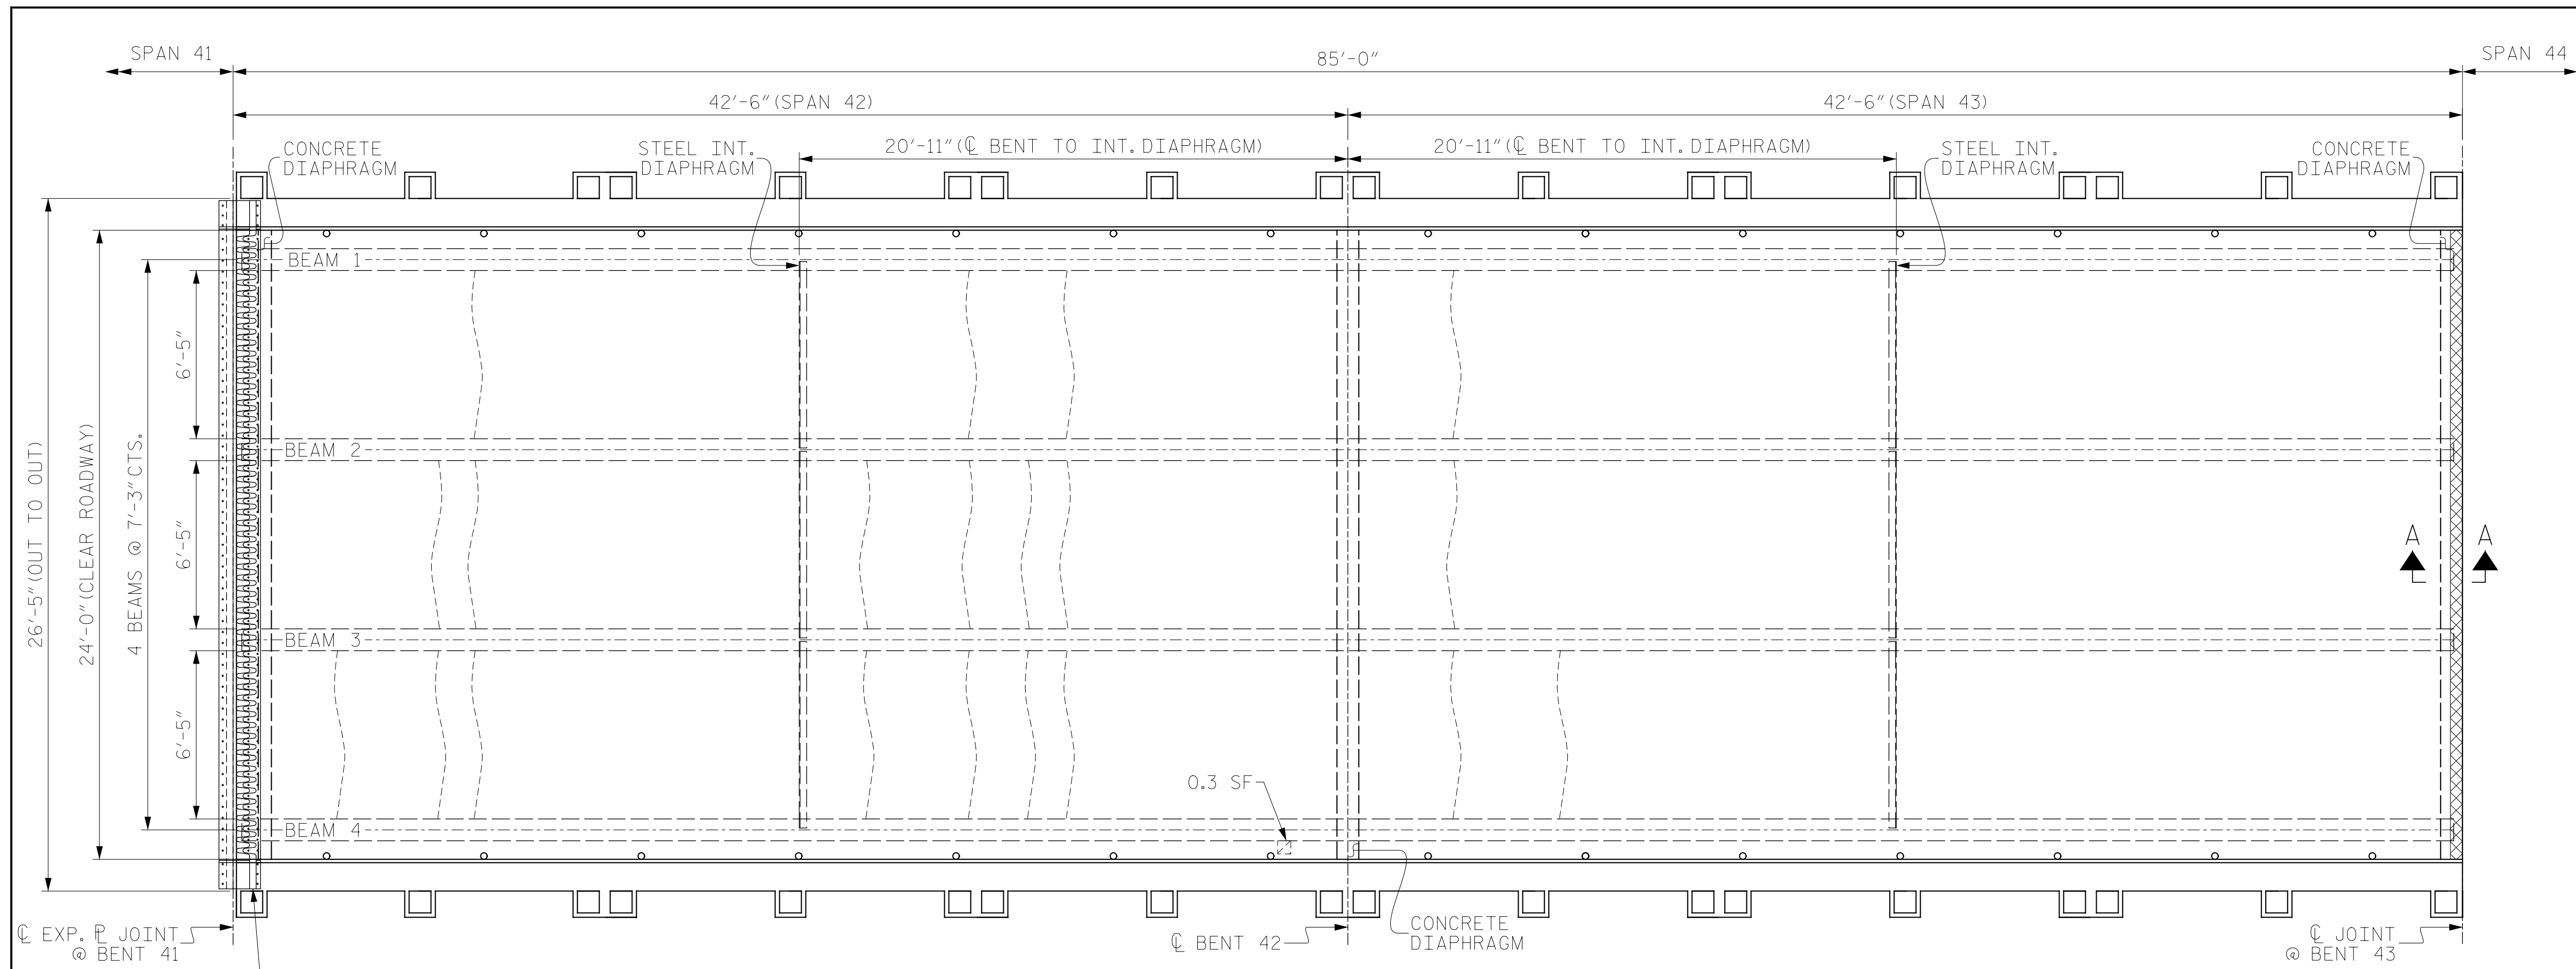 SPAN 41
85'-0"
SPAN 44
42'-6"(SPAN 42)
42'-6"(SPAN 43)
CONCRETE
DIAPHRAGM
STEEL INT.
DIAPHRAGM
20'-11"(℄ BENT TO INT. DIAPHRAGM)
20'-11"(℄ BENT TO INT. DIAPHRAGM)
STEEL INT.
DIAPHRAGM
CONCRETE
DIAPHRAGM
26'-5"(OUT TO OUT)
24'-0"(CLEAR ROADWAY)
4 BEAMS @ 7'-3"CTS.
6'-5"
6'-5"
6'-5"
BEAM 1
BEAM 2
BEAM 3
BEAM 4
A
A
0.3 SF
℄ EXP. ⅊ JOINT
@ BENT 41
℄ BENT 42
CONCRETE
DIAPHRAGM
℄ JOINT
@ BENT 43